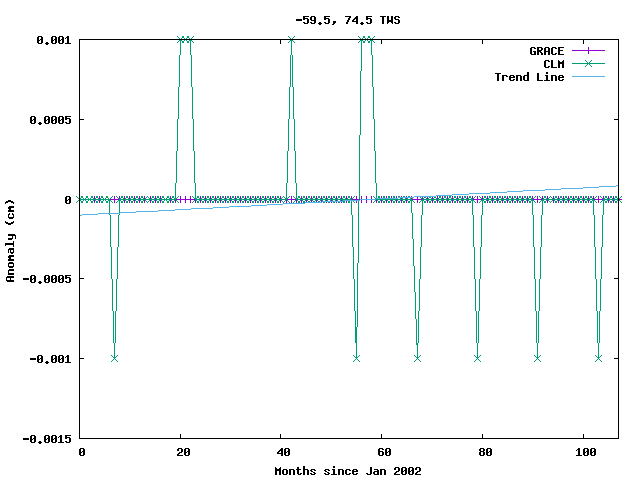 -59.5, 74.5 TWS
GRACE
CLM
Trend Line
0.001
0.0005
0
-0.0005
-0.001
-0.0015
Anomaly (cm)
0 20 40 60 80 100
Months since Jan 2002